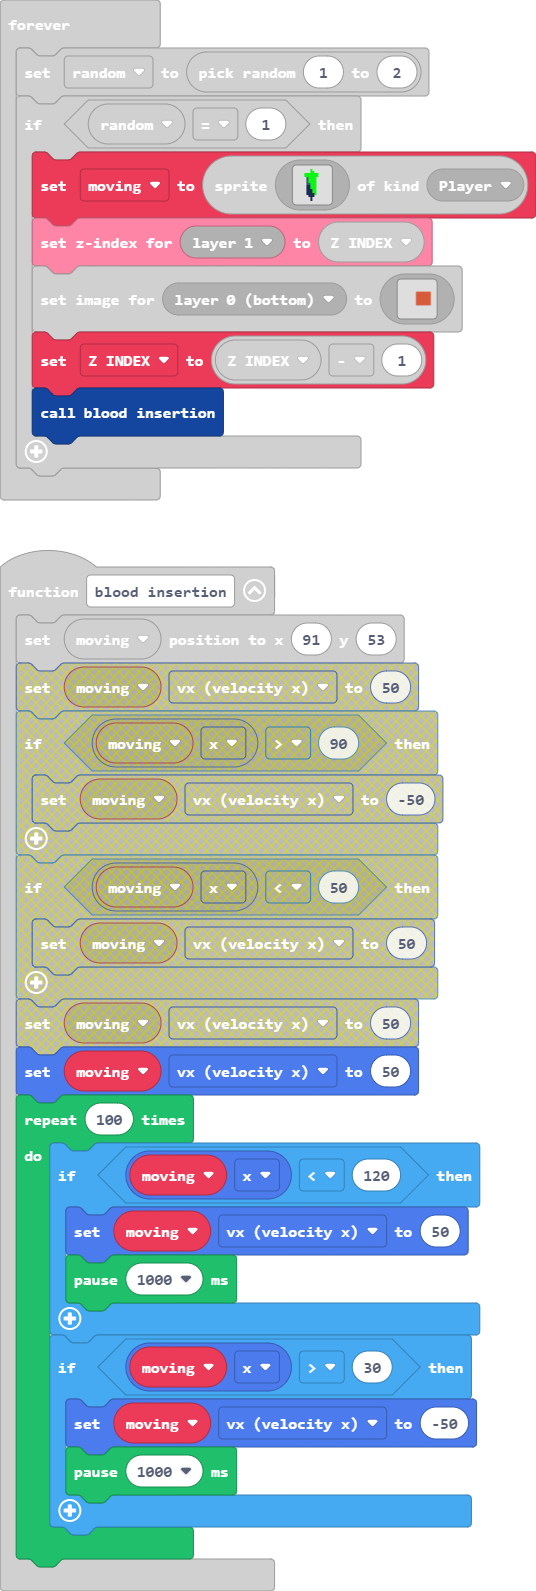 forever
set random to pick random 1 to 2
if random = 1 then
set moving to sprite of kind Player
set z-index for layer 1 to Z INDEX
set image for layer 0 (bottom) to
set Z INDEX to Z INDEX - 1
call blood insertion
function blood insertion
set moving position to x 91 y 53
set moving vx (velocity x) to 50
if moving x > 90 then
set moving vx (velocity x) to -50
if moving x < 50 then
set moving vx (velocity x) to 50
set moving vx (velocity x) to 50
set moving vx (velocity x) to 50
repeat 100 times
do
if moving x < 120 then
set moving vx (velocity x) to 50
pause 1000 ms
if moving x > 30 then
set moving vx (velocity x) to -50
pause 1000 ms